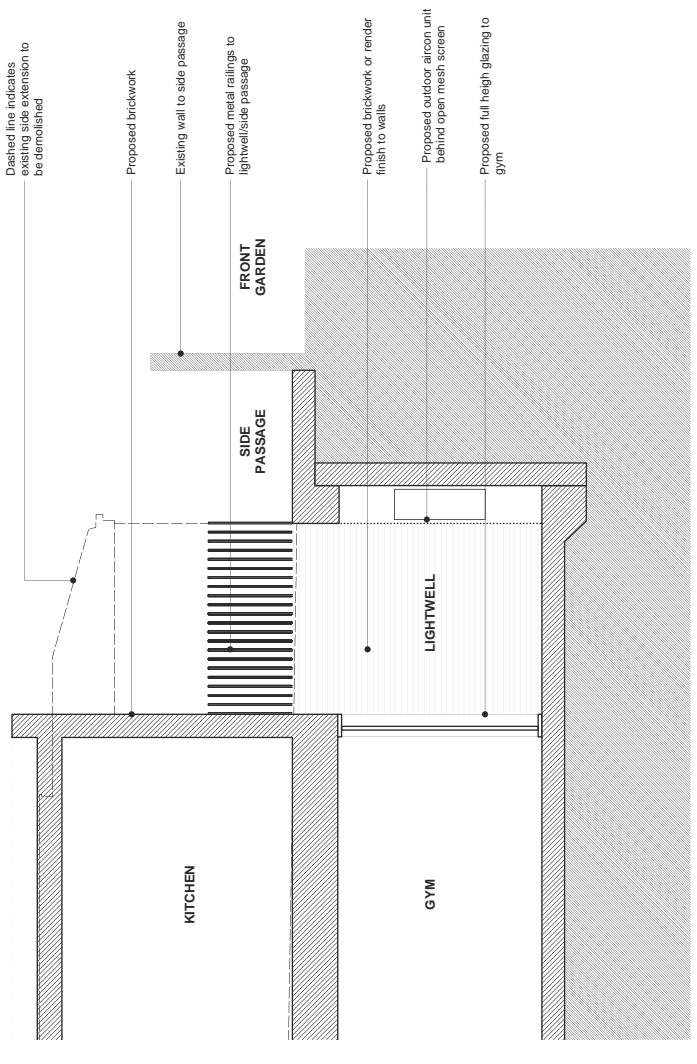 Dashed line indicates
existing side extension to
be demolished
Proposed brickwork
Existing wall to side passage
Proposed metal railings to
lightwell/side passage
Proposed brickwork or render
finish to walls
Proposed outdoor aircon unit
behind open mesh screen
Proposed full heigh glazing to
gym
FRONT
GARDEN
SIDE
PASSAGE
LIGHTWELL
KITCHEN
GYM